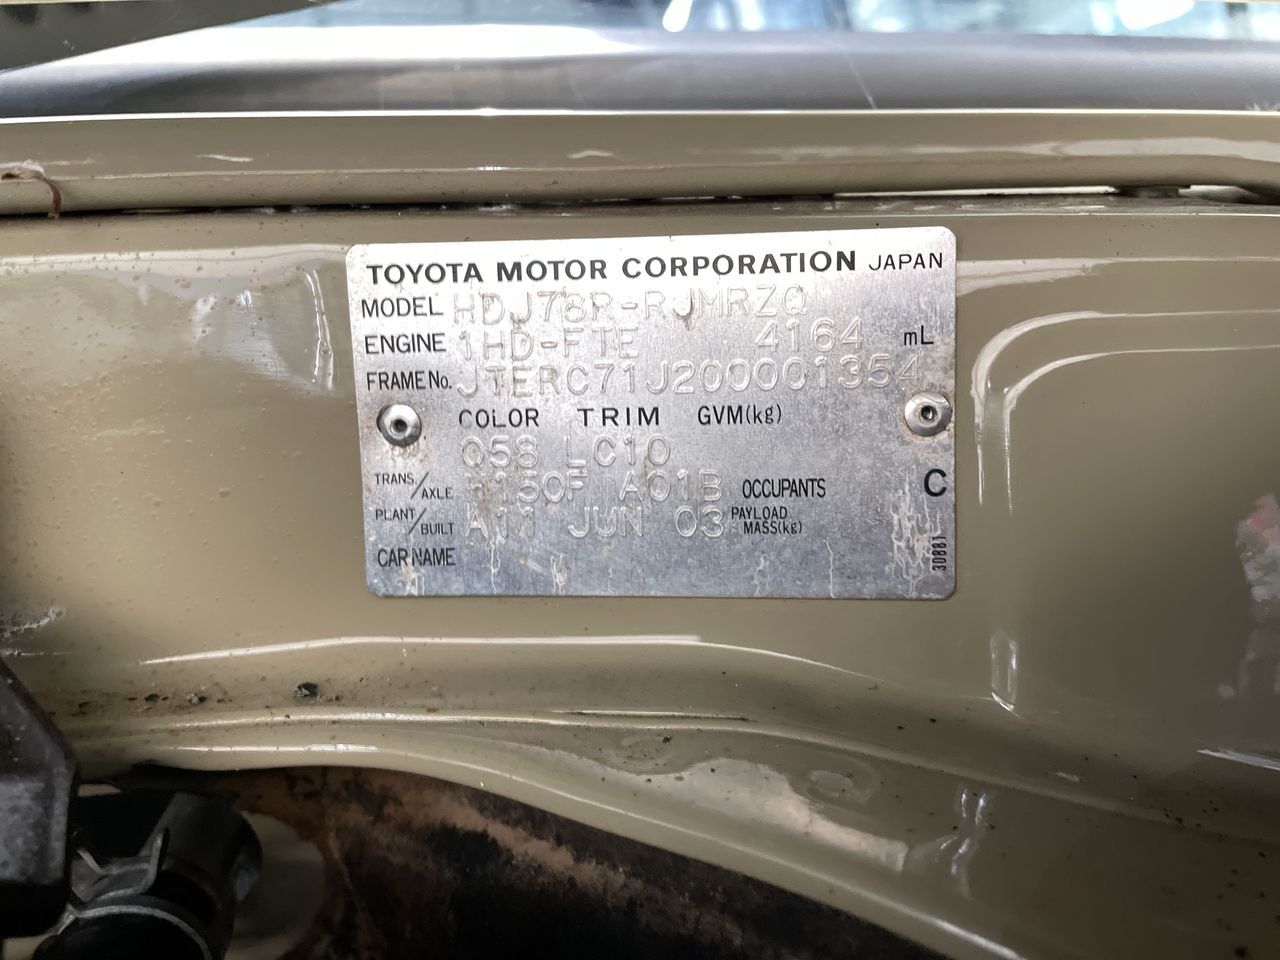 TOYOTA MOTOR CORPORATION JAPAN
MODEL HDJ78R-RJMRZQ
ENGINE 1HD-FTE 4164 mL
FRAME No. JTERC71J200001354
COLOR TRIM GVM(kg)
058 LC10
TRANS/AXLE H150F A01B OCCUPANTS C
PLANT/BUILT A11 JUN 03 PAYLOAD MASS(kg)
CAR NAME
30881